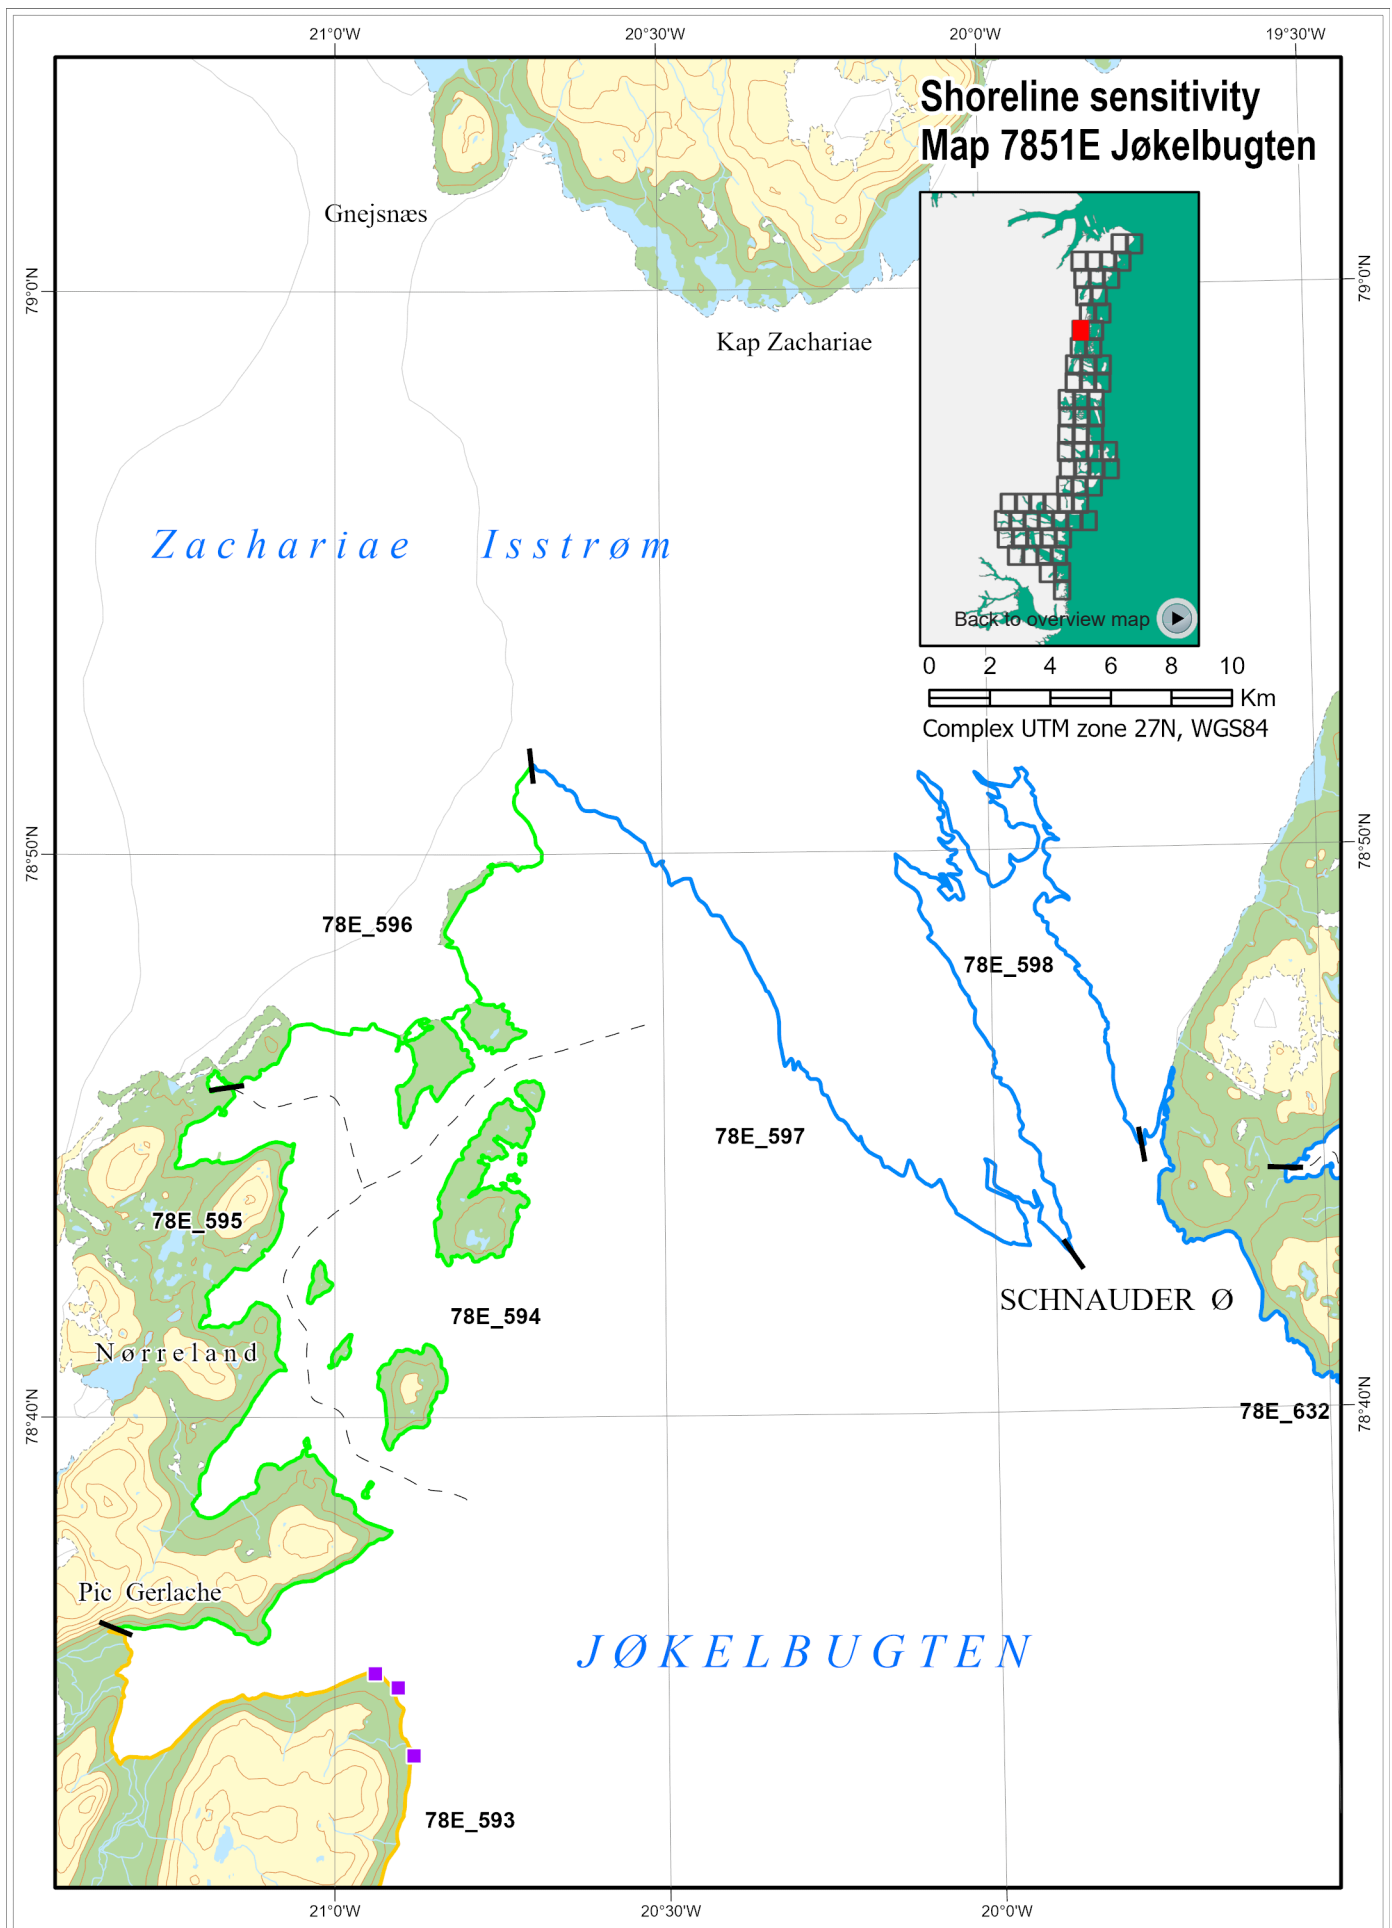 21°0'W
20°30'W
20°0'W
19°30'W
Shoreline sensitivity
Map 7851E Jøkelbugten
Gnejsnæs
79°0'N
79°0'N
Kap Zachariae
Zachariae Isstrøm
Back to overview map
0 2 4 6 8 10
Km
Complex UTM zone 27N, WGS84
78°50'N
78°50'N
78E_596
78E_598
78E_597
78E_595
SCHNAUDER Ø
78E_594
Nørreland
78°40'N
78°40'N
78E_632
Pic Gerlache
JØKELBUGTEN
78E_593
21°0'W
20°30'W
20°0'W